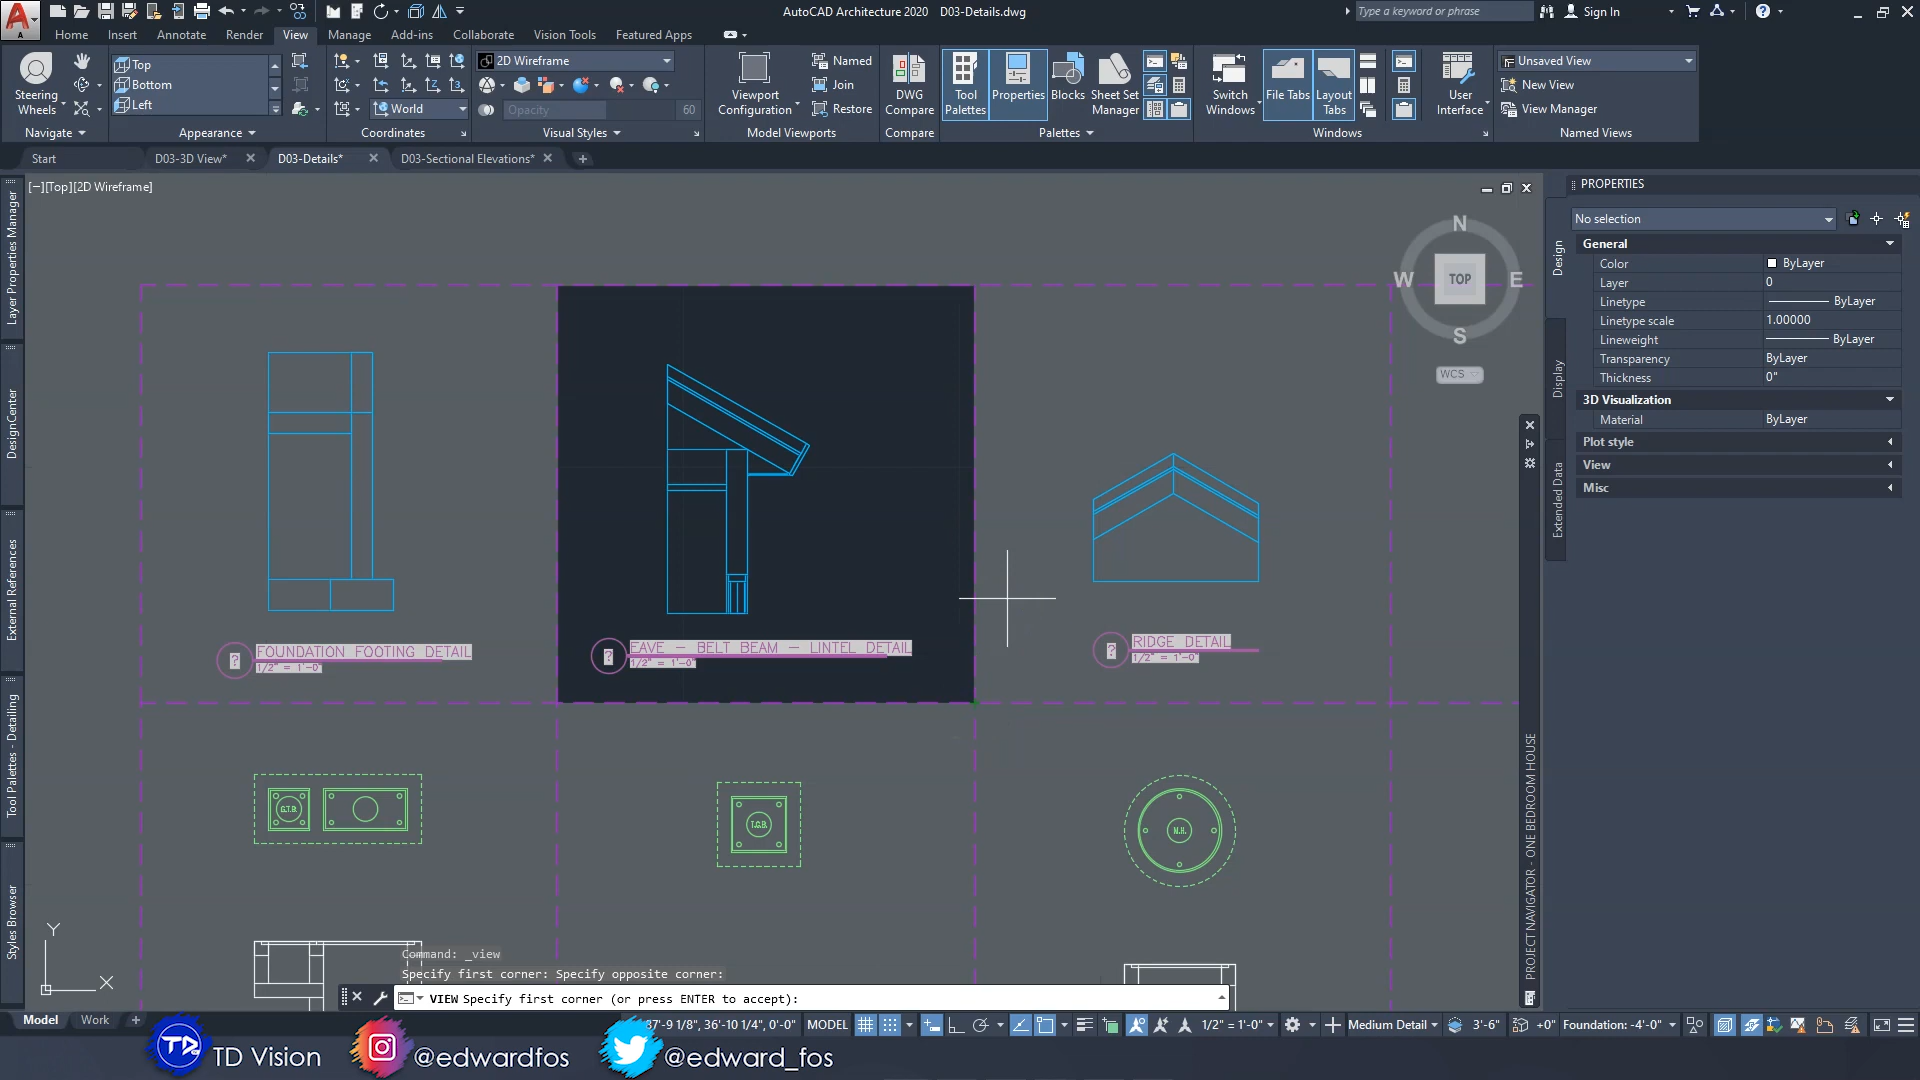 AutoCAD Architecture 2020 D03-Details.dwg
Type a keyword or phrase
Sign In
Home Insert Annotate Render View Manage Add-ins Collaborate Vision Tools Featured Apps
Steering Wheels
Top
Bottom
Left
World
2D Wireframe
Opacity 60
Viewport Configuration
Named
Join
Restore
DWG Compare
Tool Palettes
Properties
Blocks
Sheet Set Manager
Switch Windows
File Tabs
Layout Tabs
User Interface
Unsaved View
New View
View Manager
Navigate Appearance Coordinates Visual Styles Model Viewports Compare Palettes Windows Named Views
Start D03-3D View* D03-Details* D03-Sectional Elevations*
[−][Top][2D Wireframe]
Layer Properties Manager
DesignCenter
External References
Tool Palettes - Detailing
Styles Browser
N
W TOP E
S
WCS
? FOUNDATION FOOTING DETAIL
1/2" = 1'-0"
? EAVE — BELT BEAM — LINTEL DETAIL
1/2" = 1'-0"
? RIDGE DETAIL
1/2" = 1'-0"
G.T.B.
T.G.B.
M.H.
Y
X
PROPERTIES
No selection
General
Color ByLayer
Layer 0
Linetype ByLayer
Linetype scale 1.00000
Lineweight ByLayer
Transparency ByLayer
Thickness 0"
3D Visualization
Material ByLayer
Plot style
View
Misc
Design
Display
Extended Data
PROJECT NAVIGATOR - ONE BEDROOM HOUSE
Command: _view
Specify first corner: Specify opposite corner:
VIEW Specify first corner (or press ENTER to accept):
Model Work
87'-9 1/8", 36'-10 1/4", 0'-0" MODEL 1/2" = 1'-0" Medium Detail 3'-6" +0" Foundation: -4'-0"
TD Vision @edwardfos @edward_fos